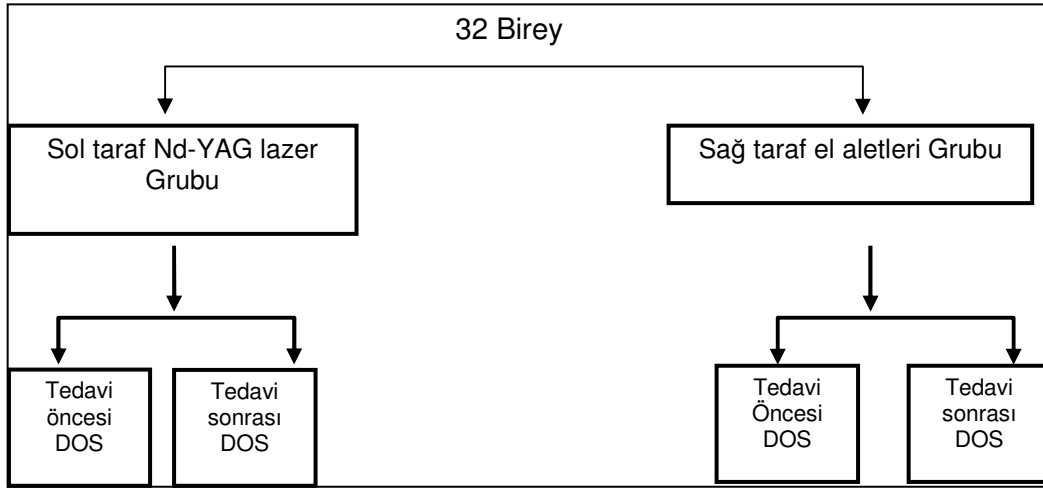 32 Birey
Sol taraf Nd-YAG lazer
Grubu
Sağ taraf el aletleri Grubu
Tedavi
öncesi
DOS
Tedavi
sonrası
DOS
Tedavi
Öncesi
DOS
Tedavi
sonrası
DOS